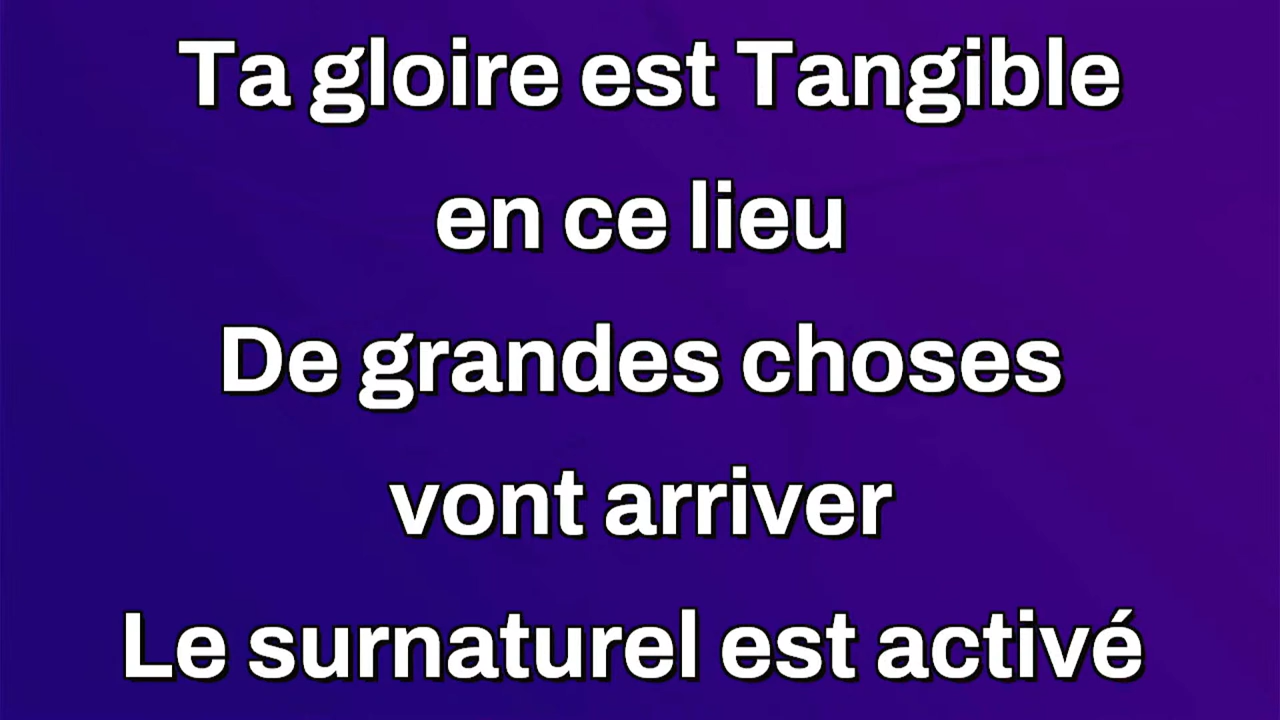 Ta gloire est Tangible
en ce lieu
De grandes choses
vont arriver
Le surnaturel est activé